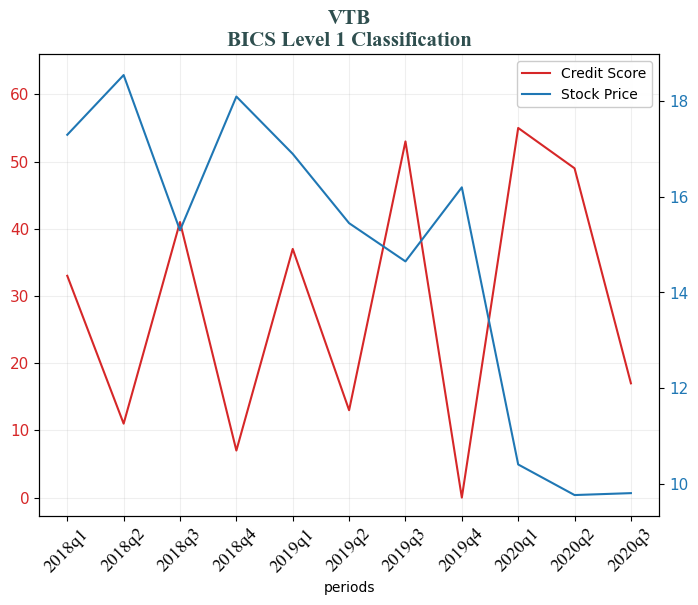 VTB
BICS Level 1 Classification
Credit Score
Stock Price
60
50
40
30
20
10
0
18
16
14
12
10
2018q1
2018q2
2018q3
2018q4
2019q1
2019q2
2019q3
2019q4
2020q1
2020q2
2020q3
periods